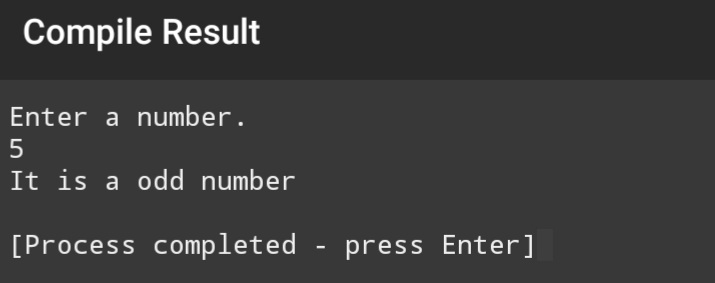 Compile Result
Enter a number.
5
It is a odd number
[Process completed - press Enter]